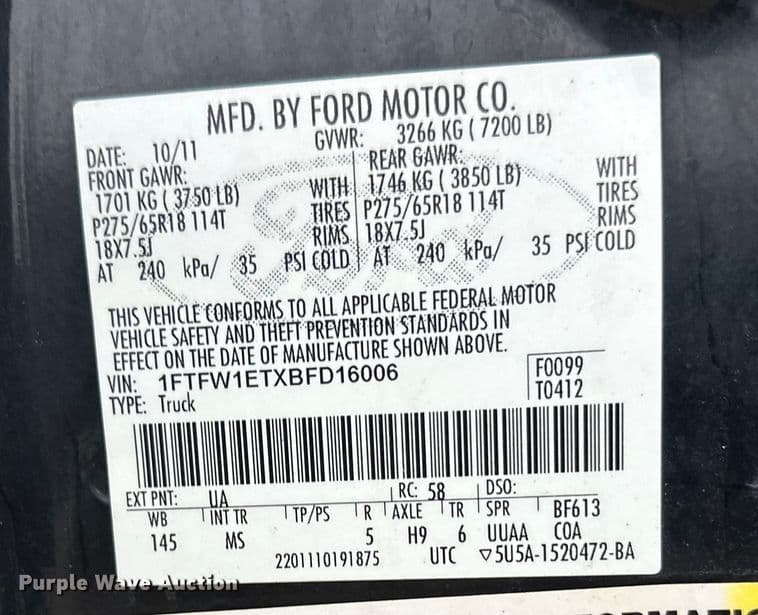 MFD. BY FORD MOTOR CO.
DATE: 10/11 GVWR: 3266 KG ( 7200 LB)
FRONT GAWR: REAR GAWR:
1701 KG ( 3750 LB) WITH 1746 KG ( 3850 LB) WITH
P275/65R18 114T TIRES P275/65R18 114T TIRES
18X7.5J RIMS 18X7.5J RIMS
AT 240 kPa/ 35 PSI COLD AT 240 kPa/ 35 PSI COLD
THIS VEHICLE CONFORMS TO ALL APPLICABLE FEDERAL MOTOR
VEHICLE SAFETY AND THEFT PREVENTION STANDARDS IN
EFFECT ON THE DATE OF MANUFACTURE SHOWN ABOVE.
VIN: 1FTFW1ETXBFD16006 F0099
TYPE: Truck T0412
EXT PNT: UA RC: 58 DSO:
WB INT TR TP/PS R AXLE TR SPR BF613
145 MS 5 H9 6 UUAA COA
2201110191875 UTC ▽5U5A-1520472-BA
Purple Wave Auction